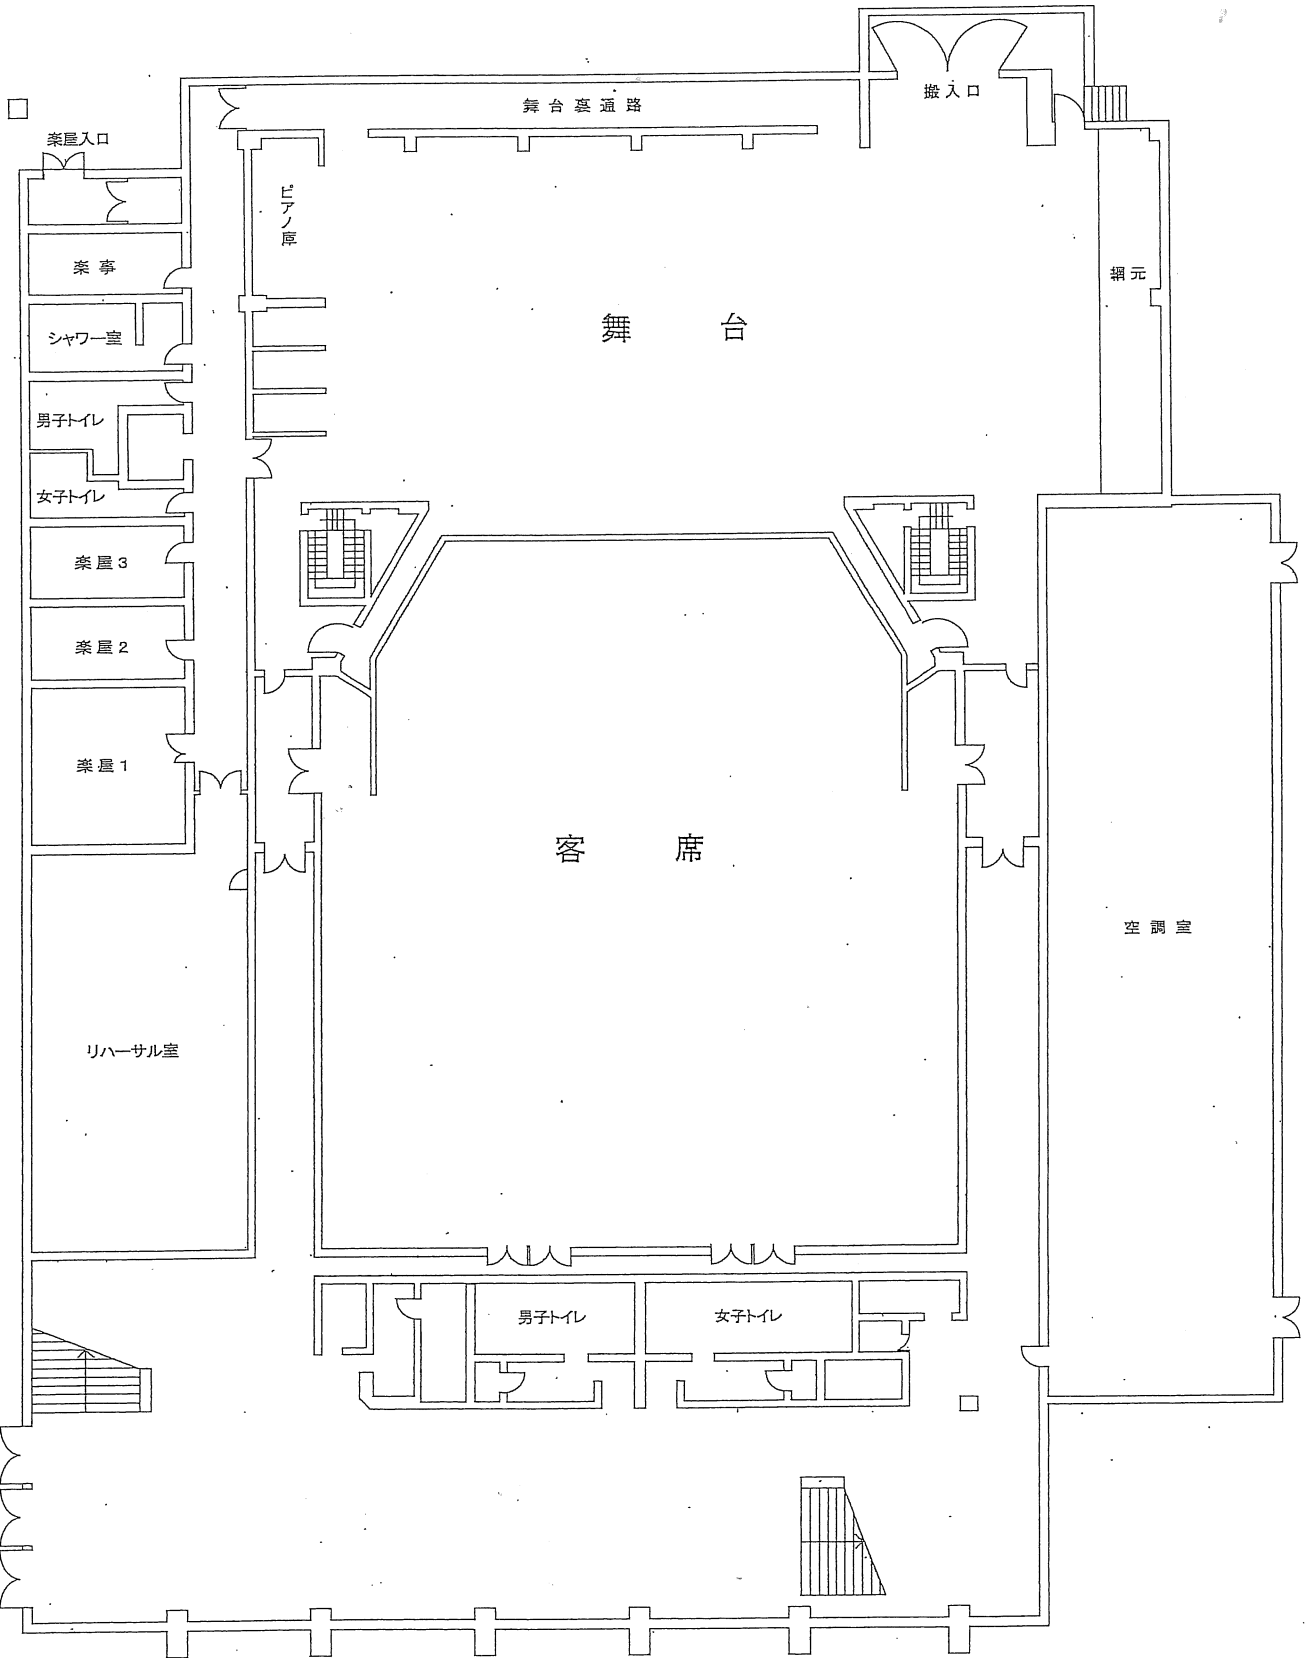 搬入口
舞台裏通路
楽屋入口
ピアノ庫
楽事
綱元
舞台
シャワー室
男子トイレ
女子トイレ
楽屋3
楽屋2
楽屋1
客席
空調室
リハーサル室
男子トイレ
女子トイレ